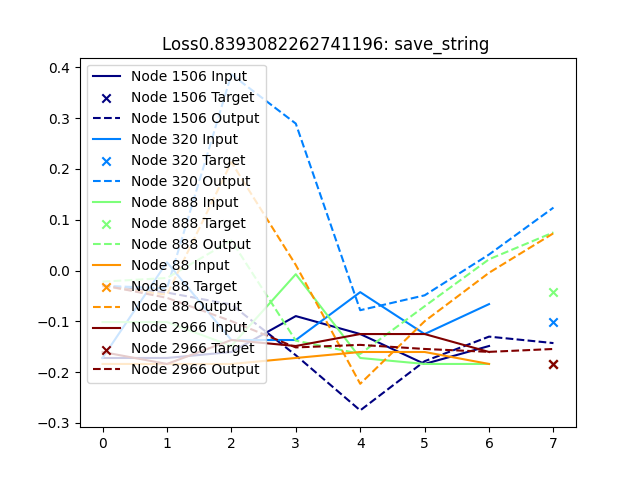 Loss0.8393082262741196: save_string
0.4
0.3
0.2
0.1
0.0
−0.1
−0.2
−0.3
Node 1506 Input
Node 1506 Target
Node 1506 Output
Node 320 Input
Node 320 Target
Node 320 Output
Node 888 Input
Node 888 Target
Node 888 Output
Node 88 Input
Node 88 Target
Node 88 Output
Node 2966 Input
Node 2966 Target
Node 2966 Output
0 1 2 3 4 5 6 7